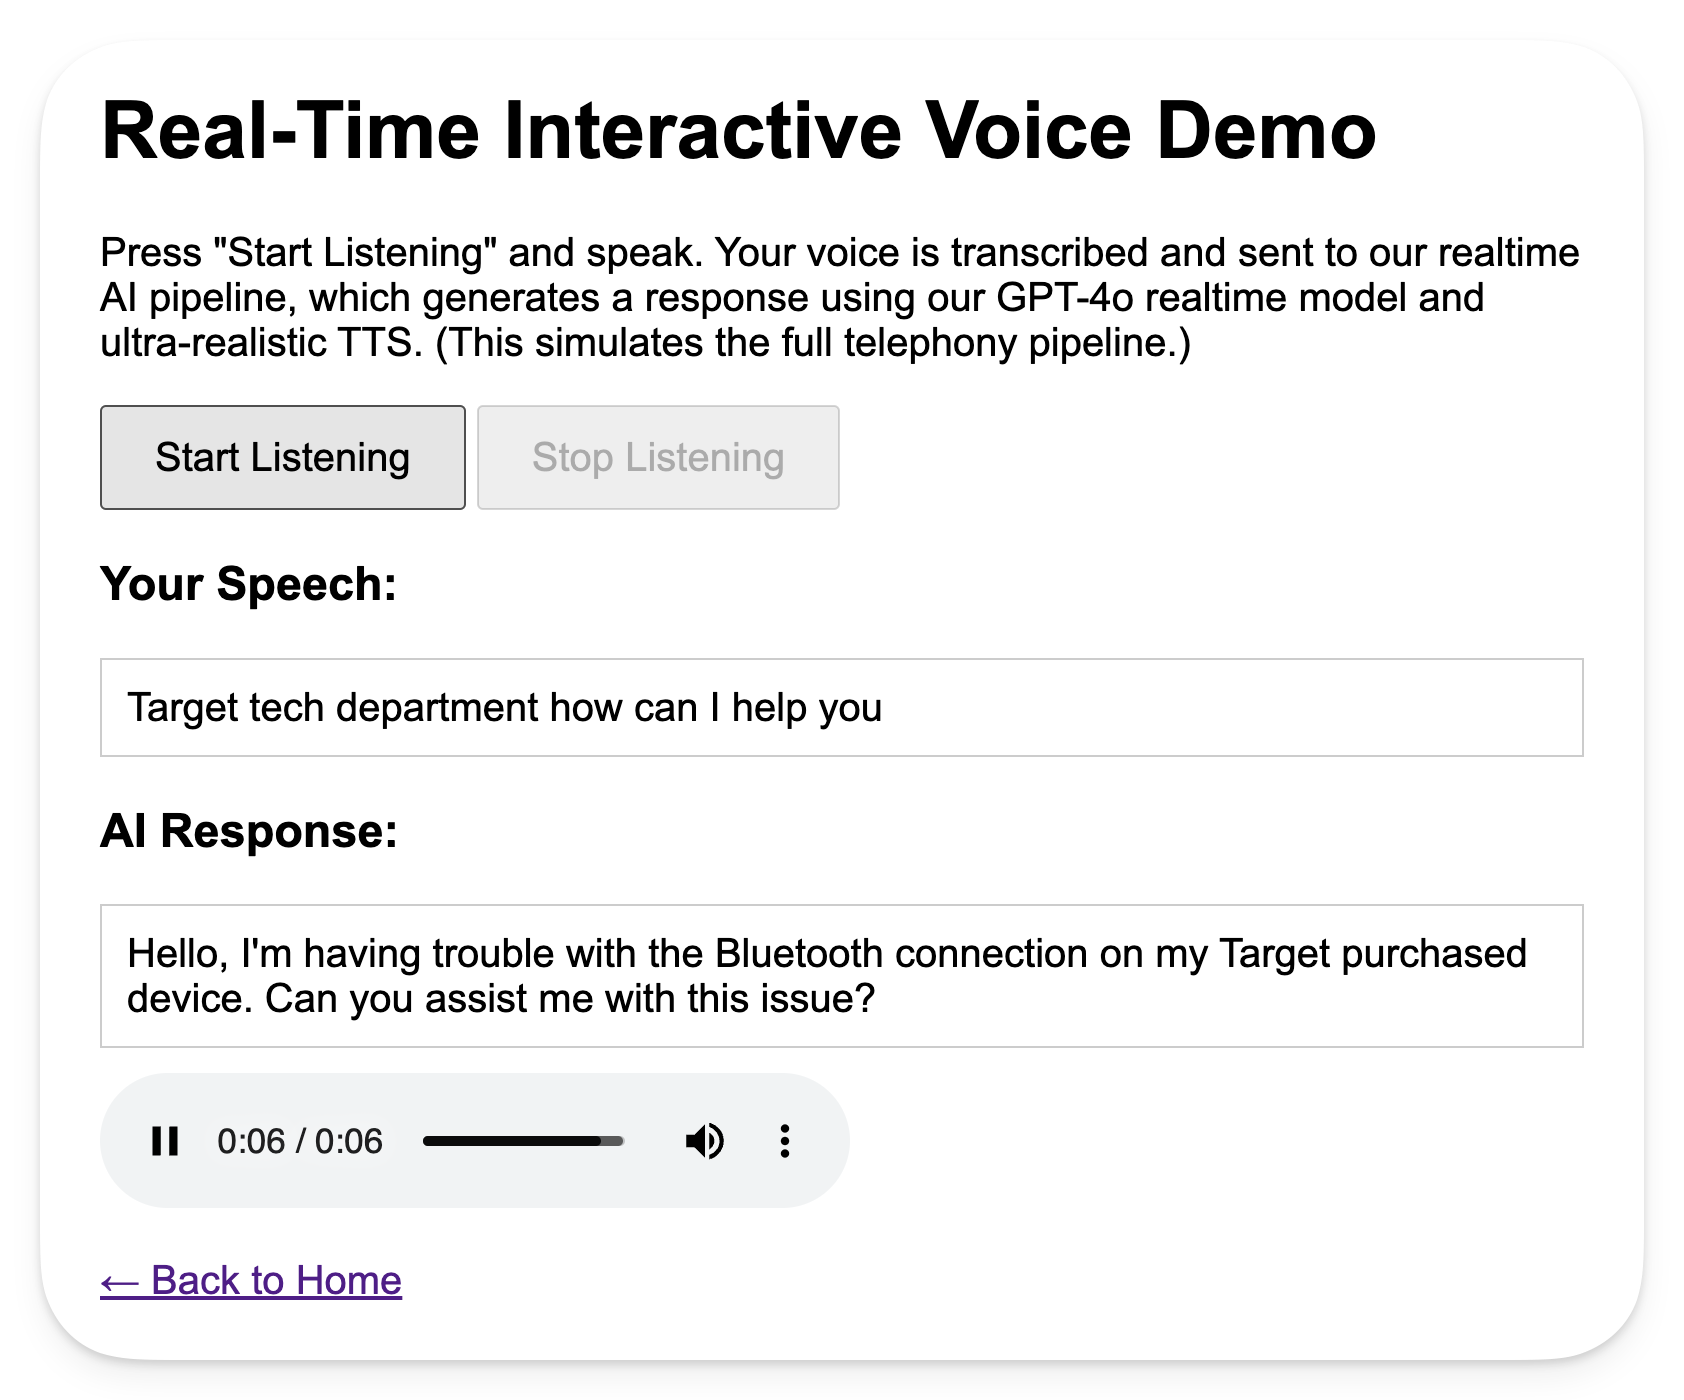 Real-Time Interactive Voice Demo
Press "Start Listening" and speak. Your voice is transcribed and sent to our realtime
AI pipeline, which generates a response using our GPT-4o realtime model and
ultra-realistic TTS. (This simulates the full telephony pipeline.)
Start Listening Stop Listening
Your Speech:
Target tech department how can I help you
AI Response:
Hello, I'm having trouble with the Bluetooth connection on my Target purchased
device. Can you assist me with this issue?
0:06 / 0:06
← Back to Home